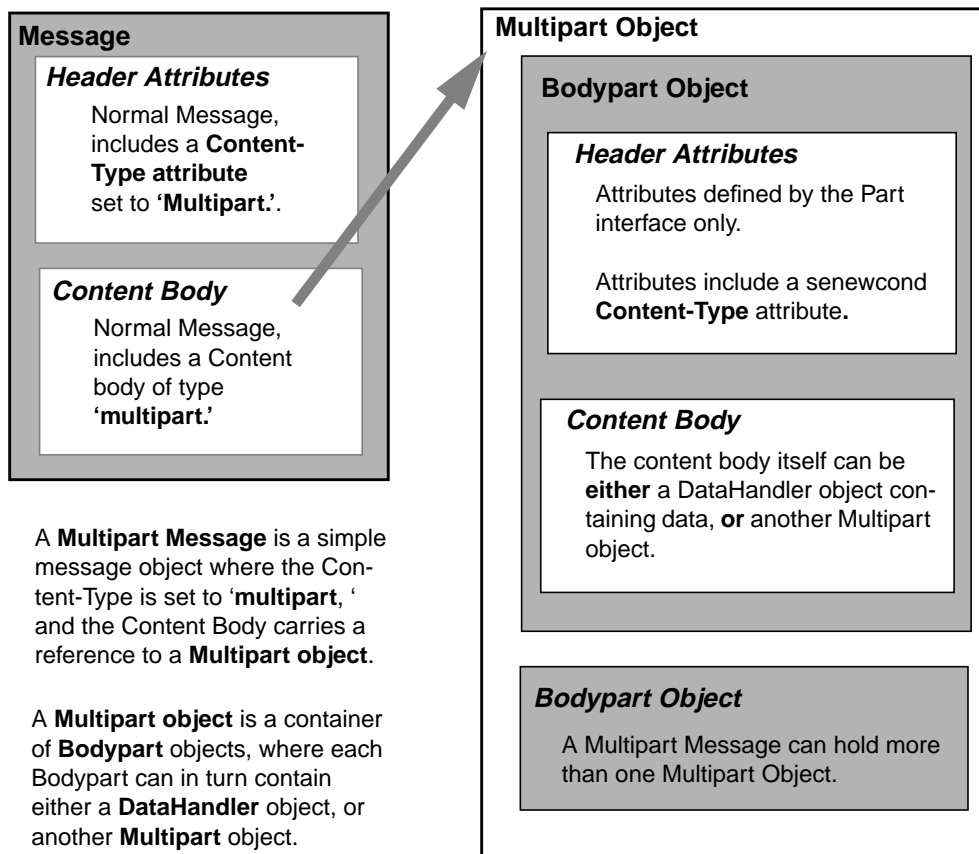 Message
Header Attributes
Normal Message,
includes a Content-
Type attribute
set to ‘Multipart.’.
Content Body
Normal Message,
includes a Content
body of type
‘multipart.’
A Multipart Message is a simple
message object where the Con-
tent-Type is set to ‘multipart, ‘
and the Content Body carries a
reference to a Multipart object.
A Multipart object is a container
of Bodypart objects, where each
Bodypart can in turn contain
either a DataHandler object, or
another Multipart object.
Multipart Object
Bodypart Object
Header Attributes
Attributes defined by the Part
interface only.
Attributes include a senewcond
Content-Type attribute.
Content Body
The content body itself can be
either a DataHandler object con-
taining data, or another Multipart
object.
Bodypart Object
A Multipart Message can hold more
than one Multipart Object.